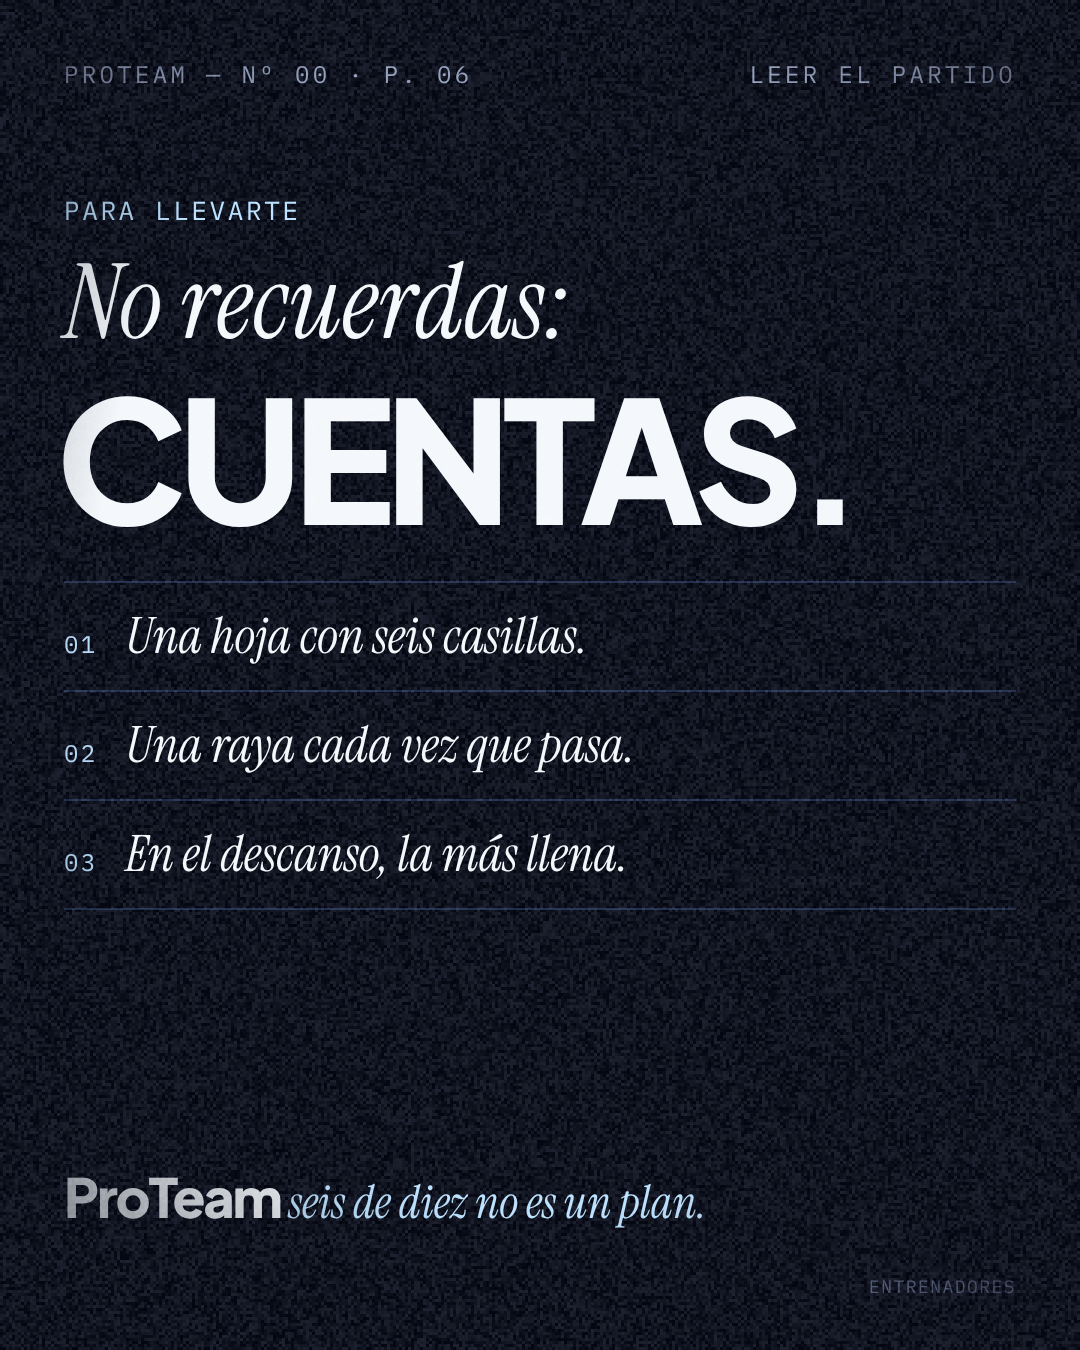 PROTEAM — Nº 00 · P. 06
LEER EL PARTIDO
PARA LLEVARTE
No recuerdas:
CUENTAS.
01 Una hoja con seis casillas.
02 Una raya cada vez que pasa.
03 En el descanso, la más llena.
ProTeam seis de diez no es un plan.
ENTRENADORES